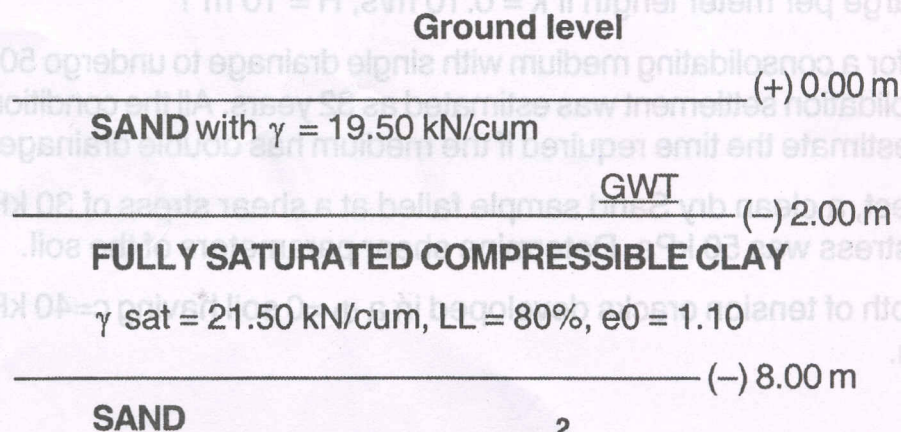 Ground level
(+) 0.00 m
SAND with γ = 19.50 kN/cum
GWT
(–) 2.00 m
FULLY SATURATED COMPRESSIBLE CLAY
γ sat = 21.50 kN/cum, LL = 80%, e0 = 1.10
(–) 8.00 m
SAND
2